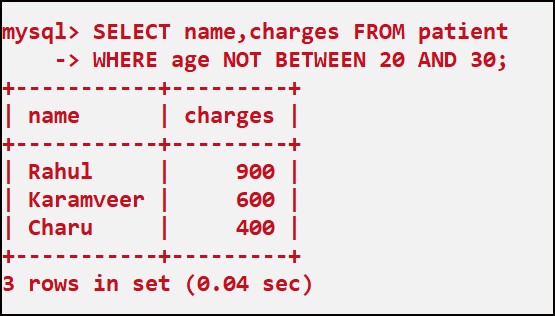 mysql> SELECT name,charges FROM patient
    -> WHERE age NOT BETWEEN 20 AND 30;
+-----------+---------+
| name      | charges |
+-----------+---------+
| Rahul     |     900 |
| Karamveer |     600 |
| Charu     |     400 |
+-----------+---------+
3 rows in set (0.04 sec)